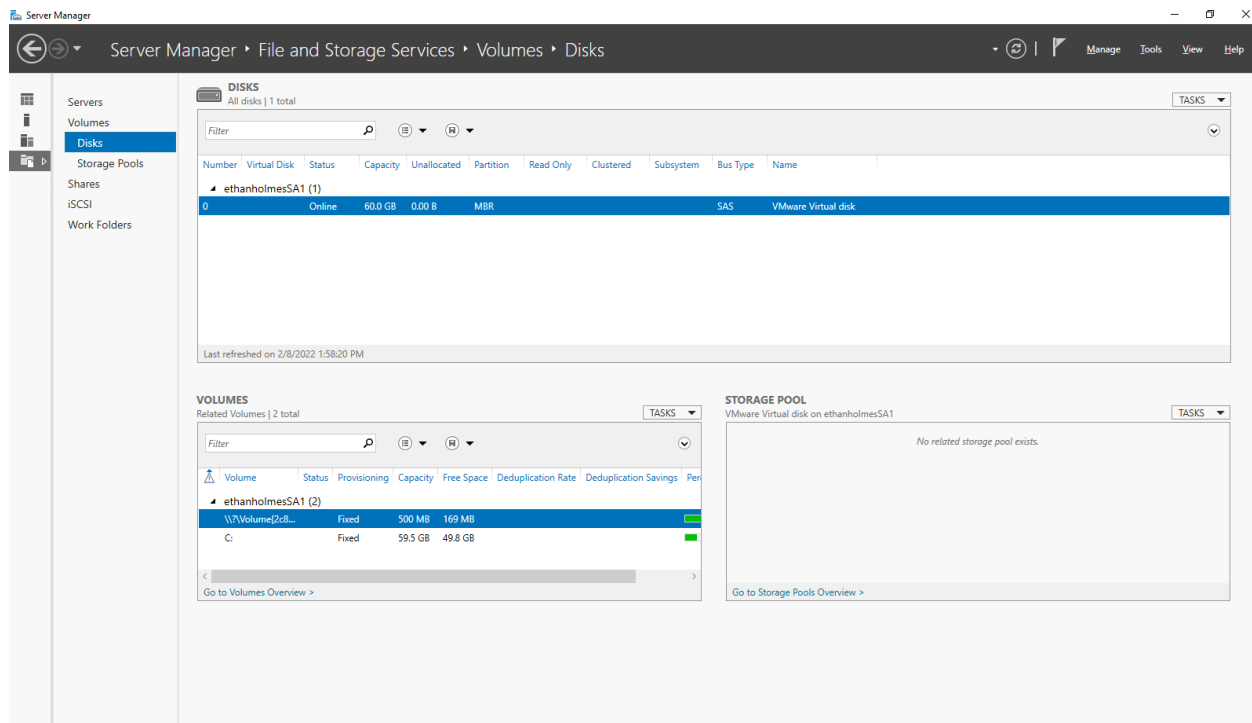 Server Manager
Server Manager ‣ File and Storage Services ‣ Volumes ‣ Disks
Manage Tools View Help
Servers
Volumes
Disks
Storage Pools
Shares
iSCSI
Work Folders
DISKS
All disks | 1 total
TASKS
Filter
Number Virtual Disk Status Capacity Unallocated Partition Read Only Clustered Subsystem Bus Type Name
ethanholmesSA1 (1)
0 Online 60.0 GB 0.00 B MBR SAS VMware Virtual disk
Last refreshed on 2/8/2022 1:58:20 PM
VOLUMES
Related Volumes | 2 total
TASKS
Filter
Volume Status Provisioning Capacity Free Space Deduplication Rate Deduplication Savings Per
ethanholmesSA1 (2)
\\?\Volume{2c8... Fixed 500 MB 169 MB
C: Fixed 59.5 GB 49.8 GB
Go to Volumes Overview >
STORAGE POOL
VMware Virtual disk on ethanholmesSA1
TASKS
No related storage pool exists.
Go to Storage Pools Overview >